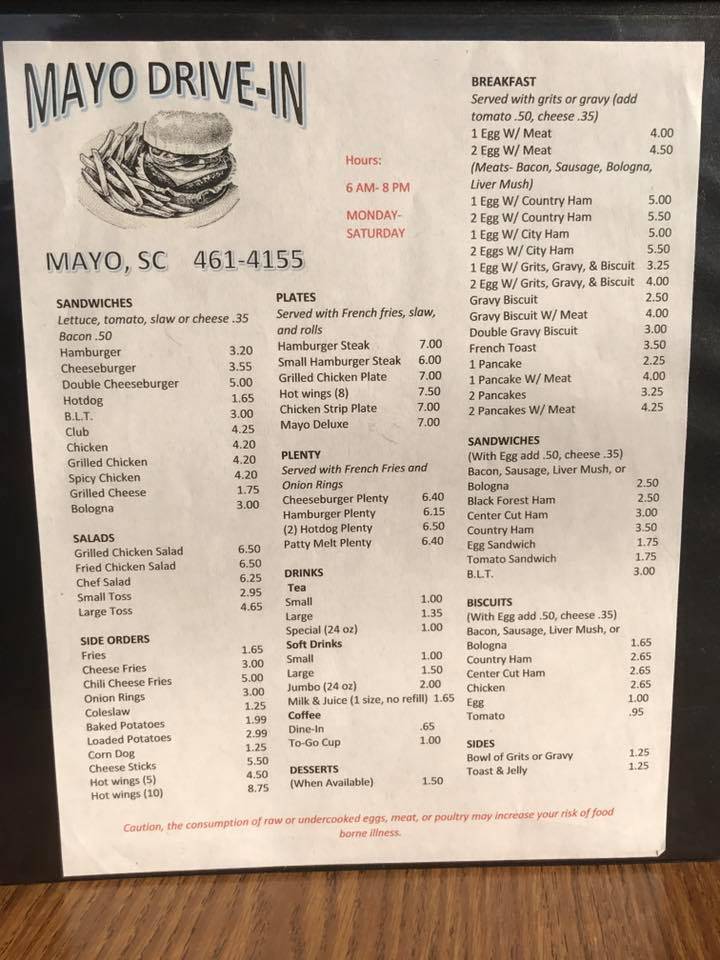 MAYO DRIVE-IN
MAYO, SC 461-4155
Hours:
6 AM- 8 PM
MONDAY-
SATURDAY
SANDWICHES
Lettuce, tomato, slaw or cheese .35
Bacon .50
Hamburger 3.20
Cheeseburger 3.55
Double Cheeseburger 5.00
Hotdog 1.65
B.L.T. 3.00
Club 4.25
Chicken 4.20
Grilled Chicken 4.20
Spicy Chicken 4.20
Grilled Cheese 1.75
Bologna 3.00
SALADS
Grilled Chicken Salad 6.50
Fried Chicken Salad 6.50
Chef Salad 6.25
Small Toss 2.95
Large Toss 4.65
SIDE ORDERS
Fries 1.65
Cheese Fries 3.00
Chili Cheese Fries 5.00
Onion Rings 3.00
Coleslaw 1.25
Baked Potatoes 1.99
Loaded Potatoes 2.99
Corn Dog 1.25
Cheese Sticks 5.50
Hot wings (5) 4.50
Hot wings (10) 8.75
PLATES
Served with French fries, slaw,
and rolls
Hamburger Steak 7.00
Small Hamburger Steak 6.00
Grilled Chicken Plate 7.00
Hot wings (8) 7.50
Chicken Strip Plate 7.00
Mayo Deluxe 7.00
PLENTY
Served with French Fries and
Onion Rings
Cheeseburger Plenty 6.40
Hamburger Plenty 6.15
(2) Hotdog Plenty 6.50
Patty Melt Plenty 6.40
DRINKS
Tea
Small 1.00
Large 1.35
Special (24 oz) 1.00
Soft Drinks
Small 1.00
Large 1.50
Jumbo (24 oz) 2.00
Milk & Juice (1 size, no refill) 1.65
Coffee
Dine-In .65
To-Go Cup 1.00
DESSERTS
(When Available) 1.50
BREAKFAST
Served with grits or gravy (add
tomato .50, cheese .35)
1 Egg W/ Meat 4.00
2 Egg W/ Meat 4.50
(Meats- Bacon, Sausage, Bologna,
Liver Mush)
1 Egg W/ Country Ham 5.00
2 Egg W/ Country Ham 5.50
1 Egg W/ City Ham 5.00
2 Eggs W/ City Ham 5.50
1 Egg W/ Grits, Gravy, & Biscuit 3.25
2 Egg W/ Grits, Gravy, & Biscuit 4.00
Gravy Biscuit 2.50
Gravy Biscuit W/ Meat 4.00
Double Gravy Biscuit 3.00
French Toast 3.50
1 Pancake 2.25
1 Pancake W/ Meat 4.00
2 Pancakes 3.25
2 Pancakes W/ Meat 4.25
SANDWICHES
(With Egg add .50, cheese .35)
Bacon, Sausage, Liver Mush, or
Bologna 2.50
Black Forest Ham 2.50
Center Cut Ham 3.00
Country Ham 3.50
Egg Sandwich 1.75
Tomato Sandwich 1.75
B.L.T. 3.00
BISCUITS
(With Egg add .50, cheese .35)
Bacon, Sausage, Liver Mush, or
Bologna 1.65
Country Ham 2.65
Center Cut Ham 2.65
Chicken 2.65
Egg 1.00
Tomato .95
SIDES
Bowl of Grits or Gravy 1.25
Toast & Jelly 1.25
Caution, the consumption of raw or undercooked eggs, meat, or poultry may increase your risk of food
borne illness.